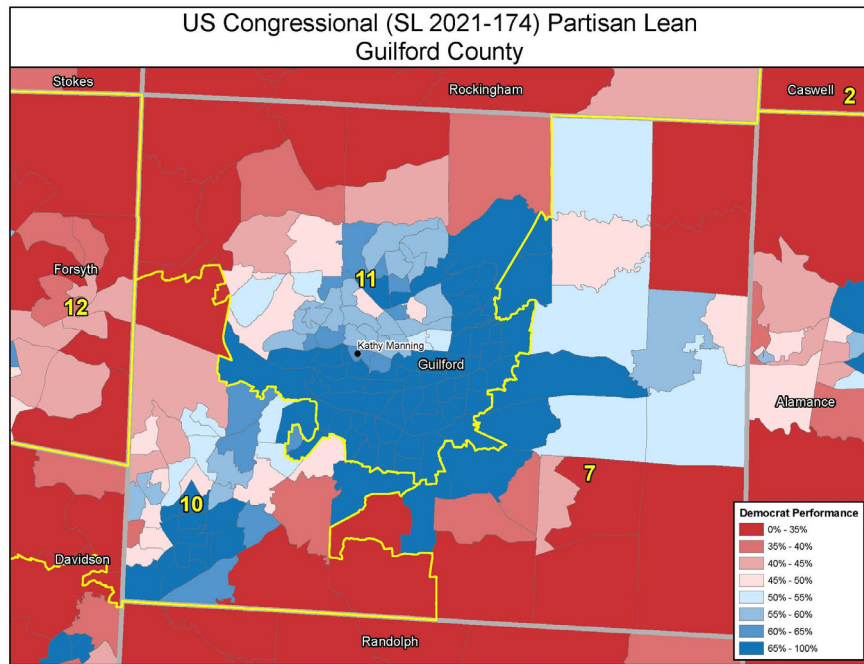 US Congressional (SL 2021-174) Partisan Lean
Guilford County
Stokes
Rockingham
Caswell
2
Forsyth
12
11
Kathy Manning
Guilford
Alamance
7
10
Davidson
Randolph
Democrat Performance
0% - 35%
35% - 40%
40% - 45%
45% - 50%
50% - 55%
55% - 60%
60% - 65%
65% - 100%